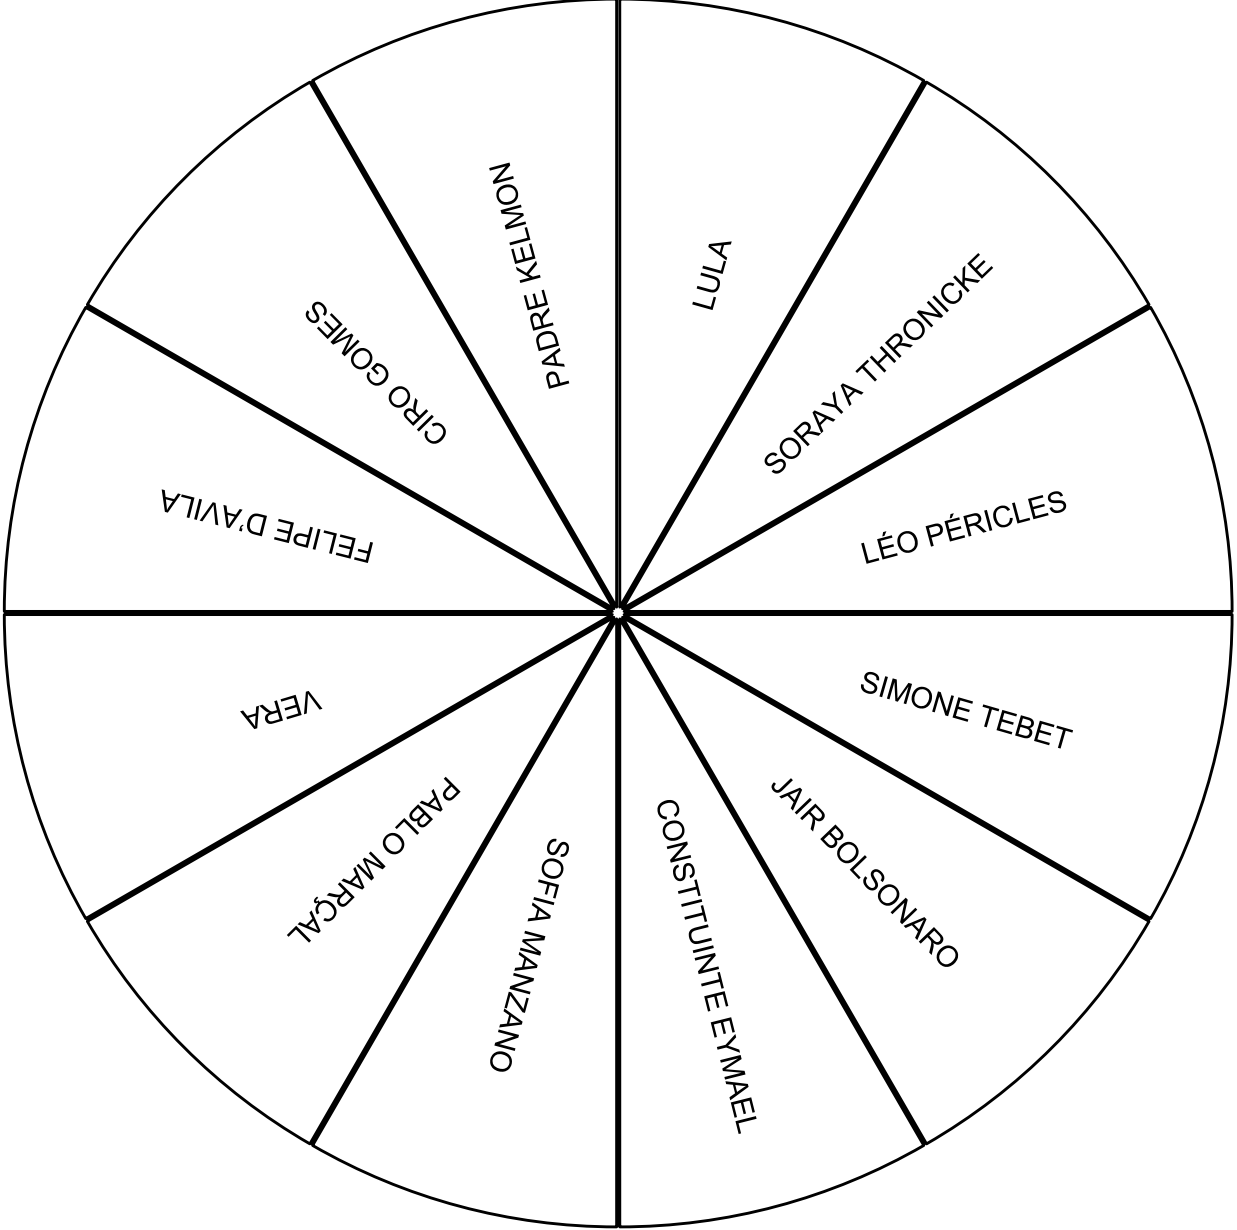 LULA
SORAYA THRONICKE
LÉO PÉRICLES
SIMONE TEBET
JAIR BOLSONARO
CONSTITUINTE EYMAEL
SOFIA MANZANO
PABLO MARÇAL
VERA
FELIPE D'AVILA
CIRO GOMES
PADRE KELMON